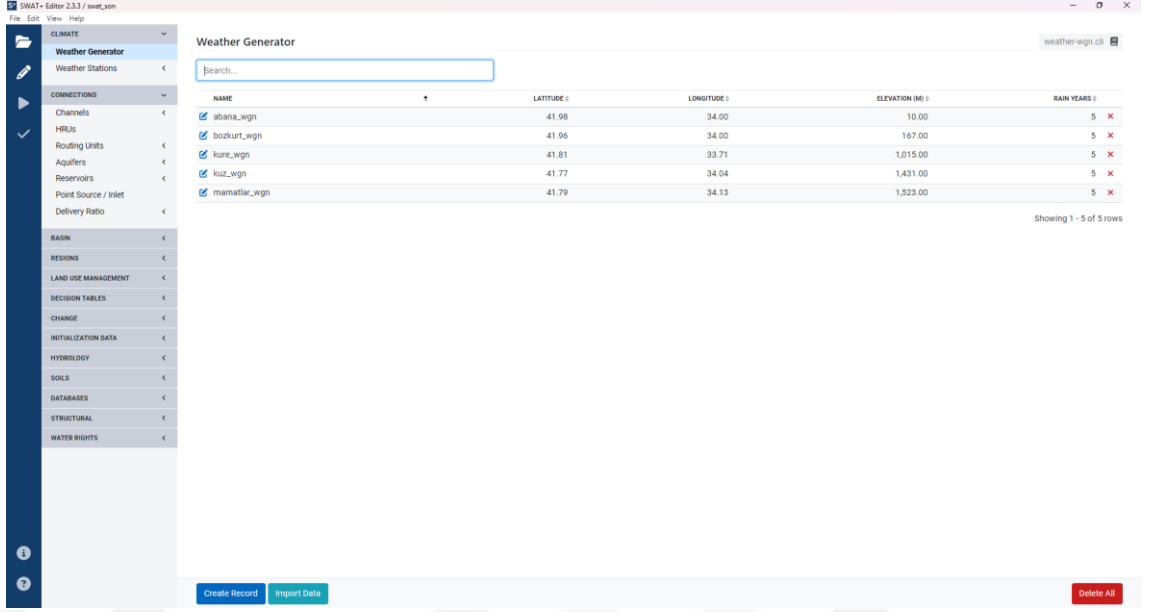 SWAT+ Editor 2.3.3 / swat_son
File Edit View Help
CLIMATE
Weather Generator
Weather Stations
CONNECTIONS
Channels
HRUs
Routing Units
Aquifers
Reservoirs
Point Source / Inlet
Delivery Ratio
BASIN
REGIONS
LAND USE MANAGEMENT
DECISION TABLES
CHANGE
INITIALIZATION DATA
HYDROLOGY
SOILS
DATABASES
STRUCTURAL
WATER RIGHTS
Weather Generator
weather-wgn.cli
Search...
NAME LATITUDE LONGITUDE ELEVATION (M) RAIN YEARS
abana_wgn 41.98 34.00 10.00 5
bozkurt_wgn 41.96 34.00 167.00 5
kure_wgn 41.81 33.71 1,015.00 5
kuz_wgn 41.77 34.04 1,431.00 5
mamatlar_wgn 41.79 34.13 1,523.00 5
Showing 1 - 5 of 5 rows
Create Record Import Data Delete All